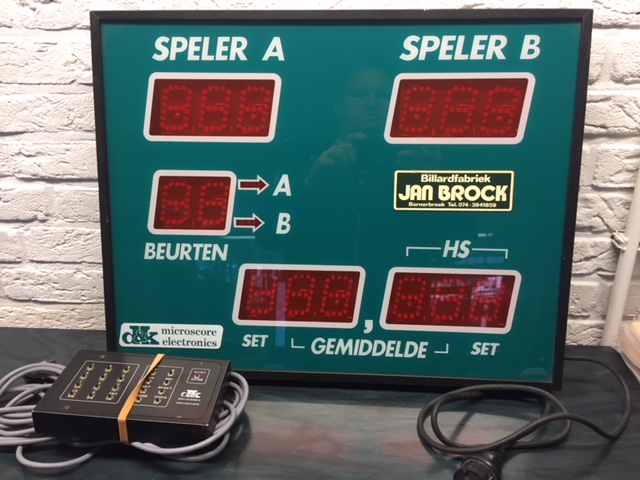 SPELER A
SPELER B
A
B
BEURTEN
Billardfabriek
JAN BROCK
Bornerbroek Tel. 074-3841859
HS
SET
GEMIDDELDE
,
SET
d&k microscore
electronics